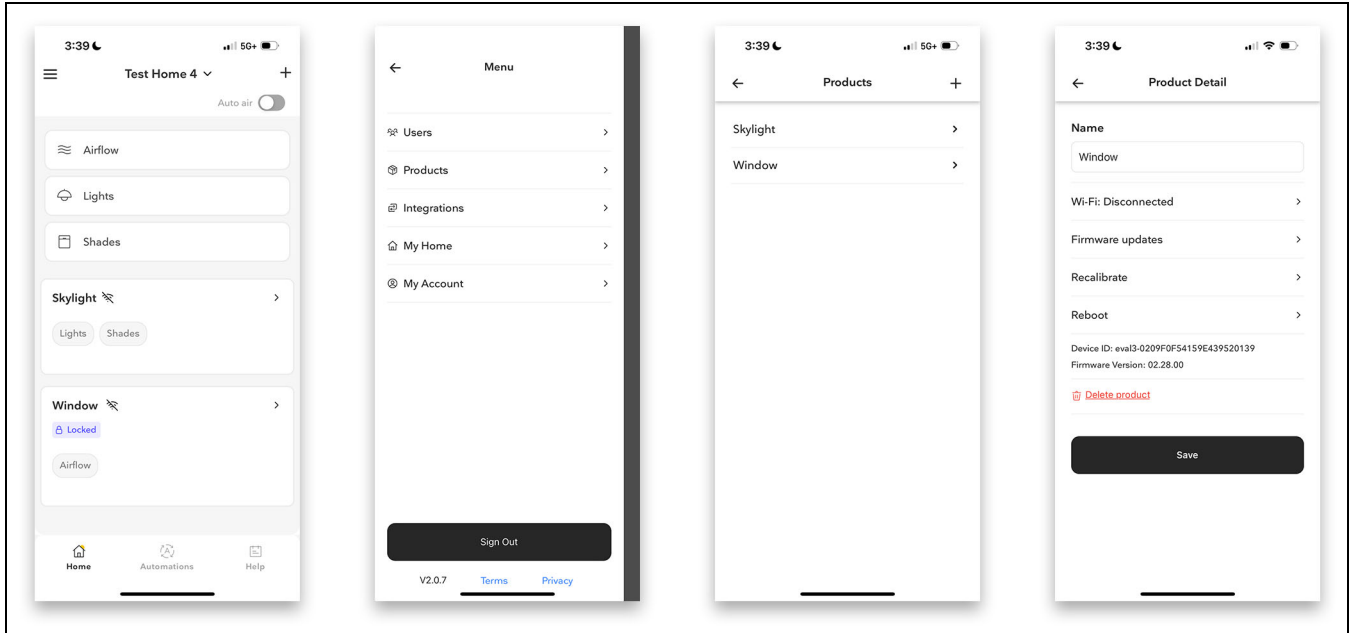 3:39
5G+
Test Home 4
Auto air
Airflow
Lights
Shades
Skylight
Lights Shades
Window
Locked
Airflow
Home Automations Help
Menu
Users
Products
Integrations
My Home
My Account
Sign Out
V2.0.7 Terms Privacy
3:39
5G+
Products
Skylight
Window
3:39
Product Detail
Name
Window
Wi-Fi: Disconnected
Firmware updates
Recalibrate
Reboot
Device ID: eval3-0209F0F54159E439520139
Firmware Version: 02.28.00
Delete product
Save